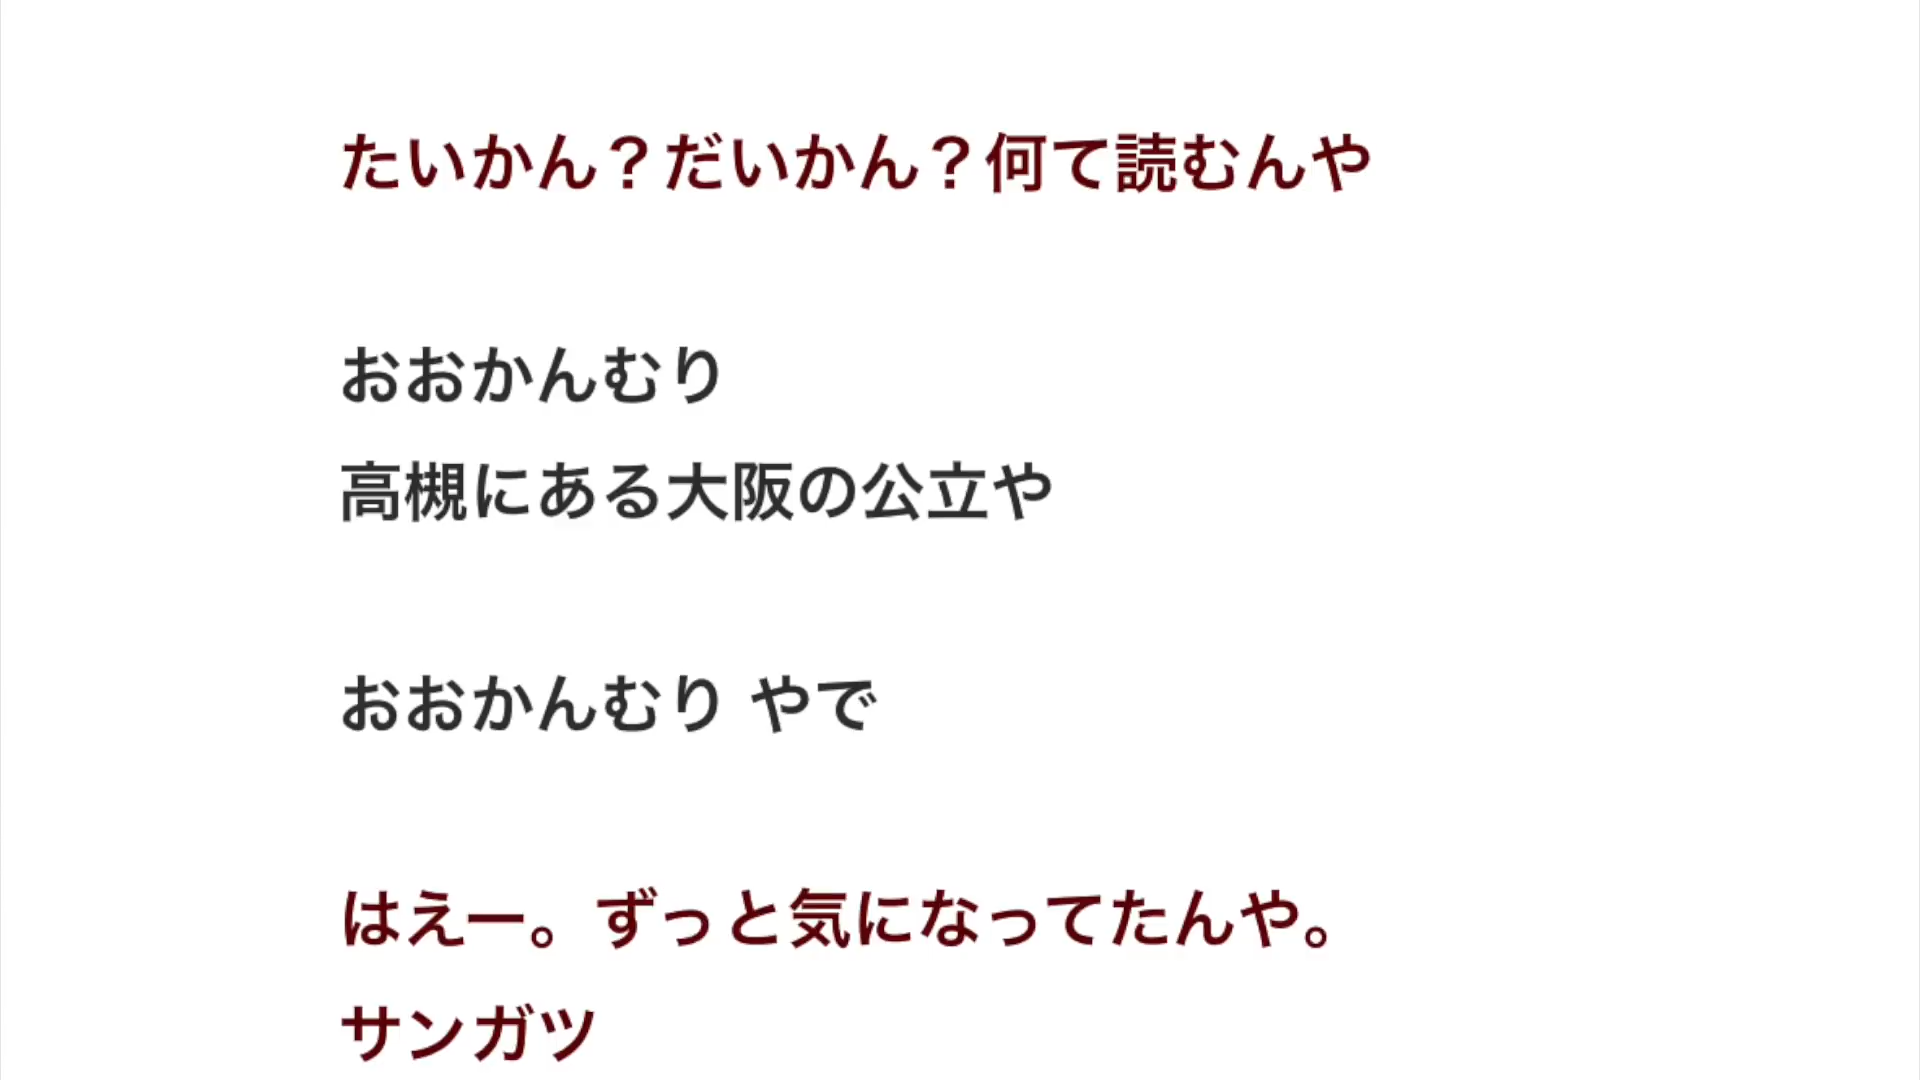 たいかん？だいかん？何て読むんや
おおかんむり
高槻にある大阪の公立や
おおかんむり やで
はえー。ずっと気になってたんや。
サンガツ